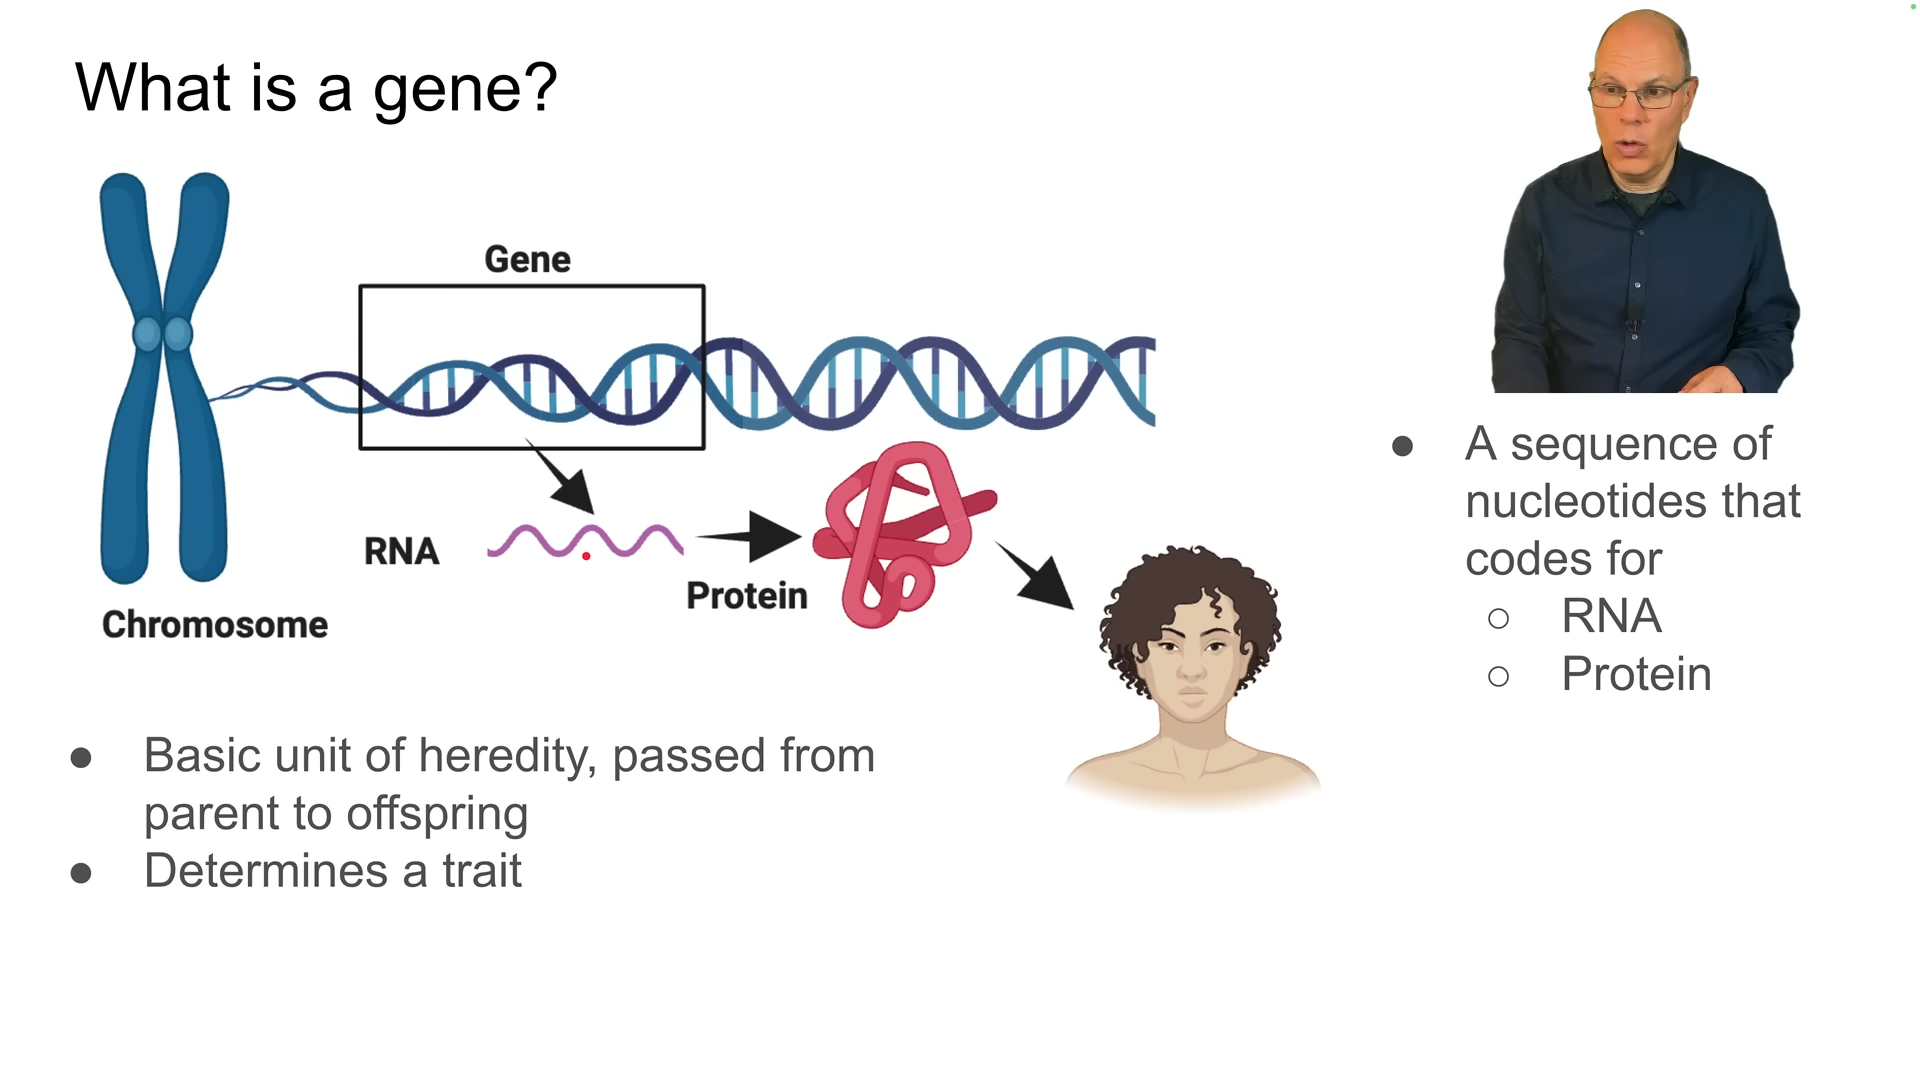 What is a gene?
Gene
RNA
Protein
Chromosome
● Basic unit of heredity, passed from
parent to offspring
● Determines a trait
● A sequence of
nucleotides that
codes for
○ RNA
○ Protein